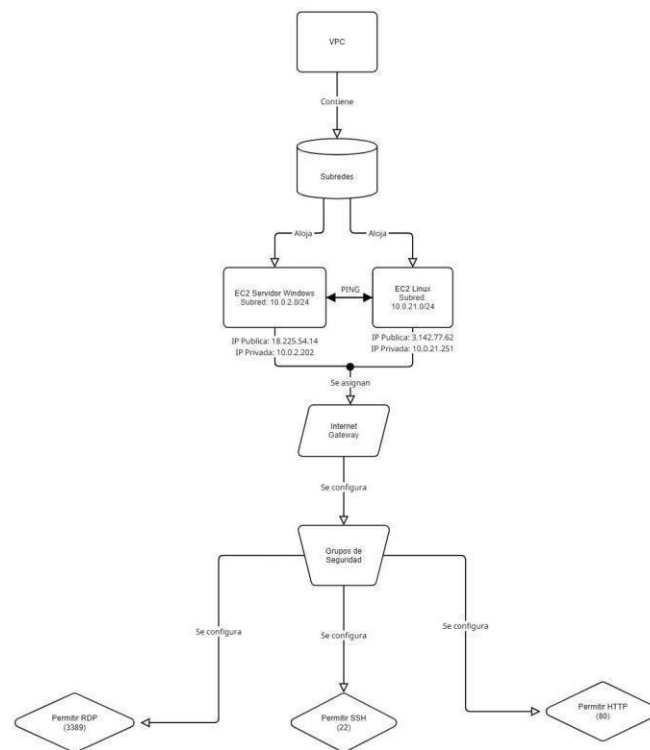 VPC
Contiene
Subredes
Aloja
Aloja
EC2 Servidor Windows
Subred: 10.0.2.0/24
PING
EC2 Linux
Subred:
10.0.21.0/24
IP Publica: 18.225.54.14
IP Privada: 10.0.2.202
IP Publica: 3.142.77.62
IP Privada: 10.0.21.251
Se asignan
Internet
Gateway
Se configura
Grupos de
Seguridad
Se configura
Se configura
Se configura
Permitir RDP
(3389)
Permitir SSH
(22)
Permitir HTTP
(80)